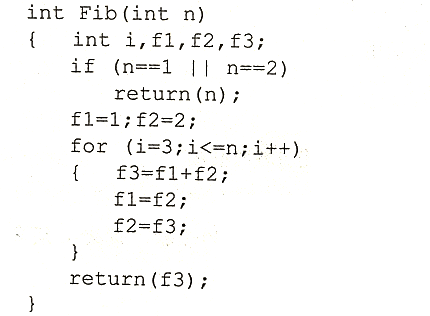 int Fib(int n)
{ int i,f1,f2,f3;
if (n==1 || n==2)
return(n);
f1=1;f2=2;
for (i=3;i<=n;i++)
{ f3=f1+f2;
f1=f2;
f2=f3;
}
return(f3);
}